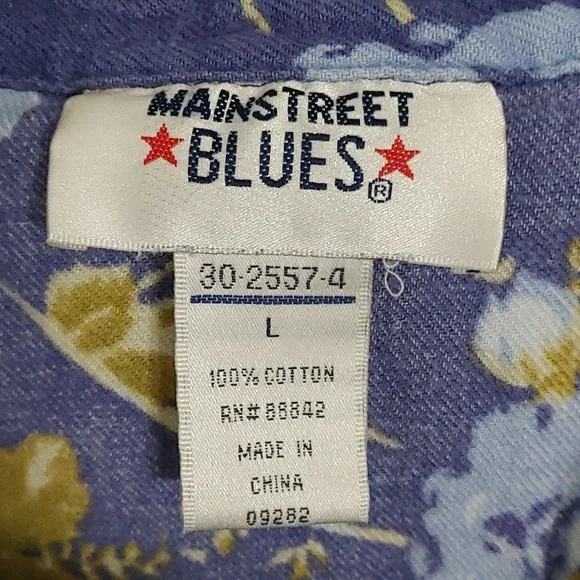 MAINSTREET
BLUES®
30-2557-4
L
100% COTTON
RN# 88842
MADE IN
CHINA
09282